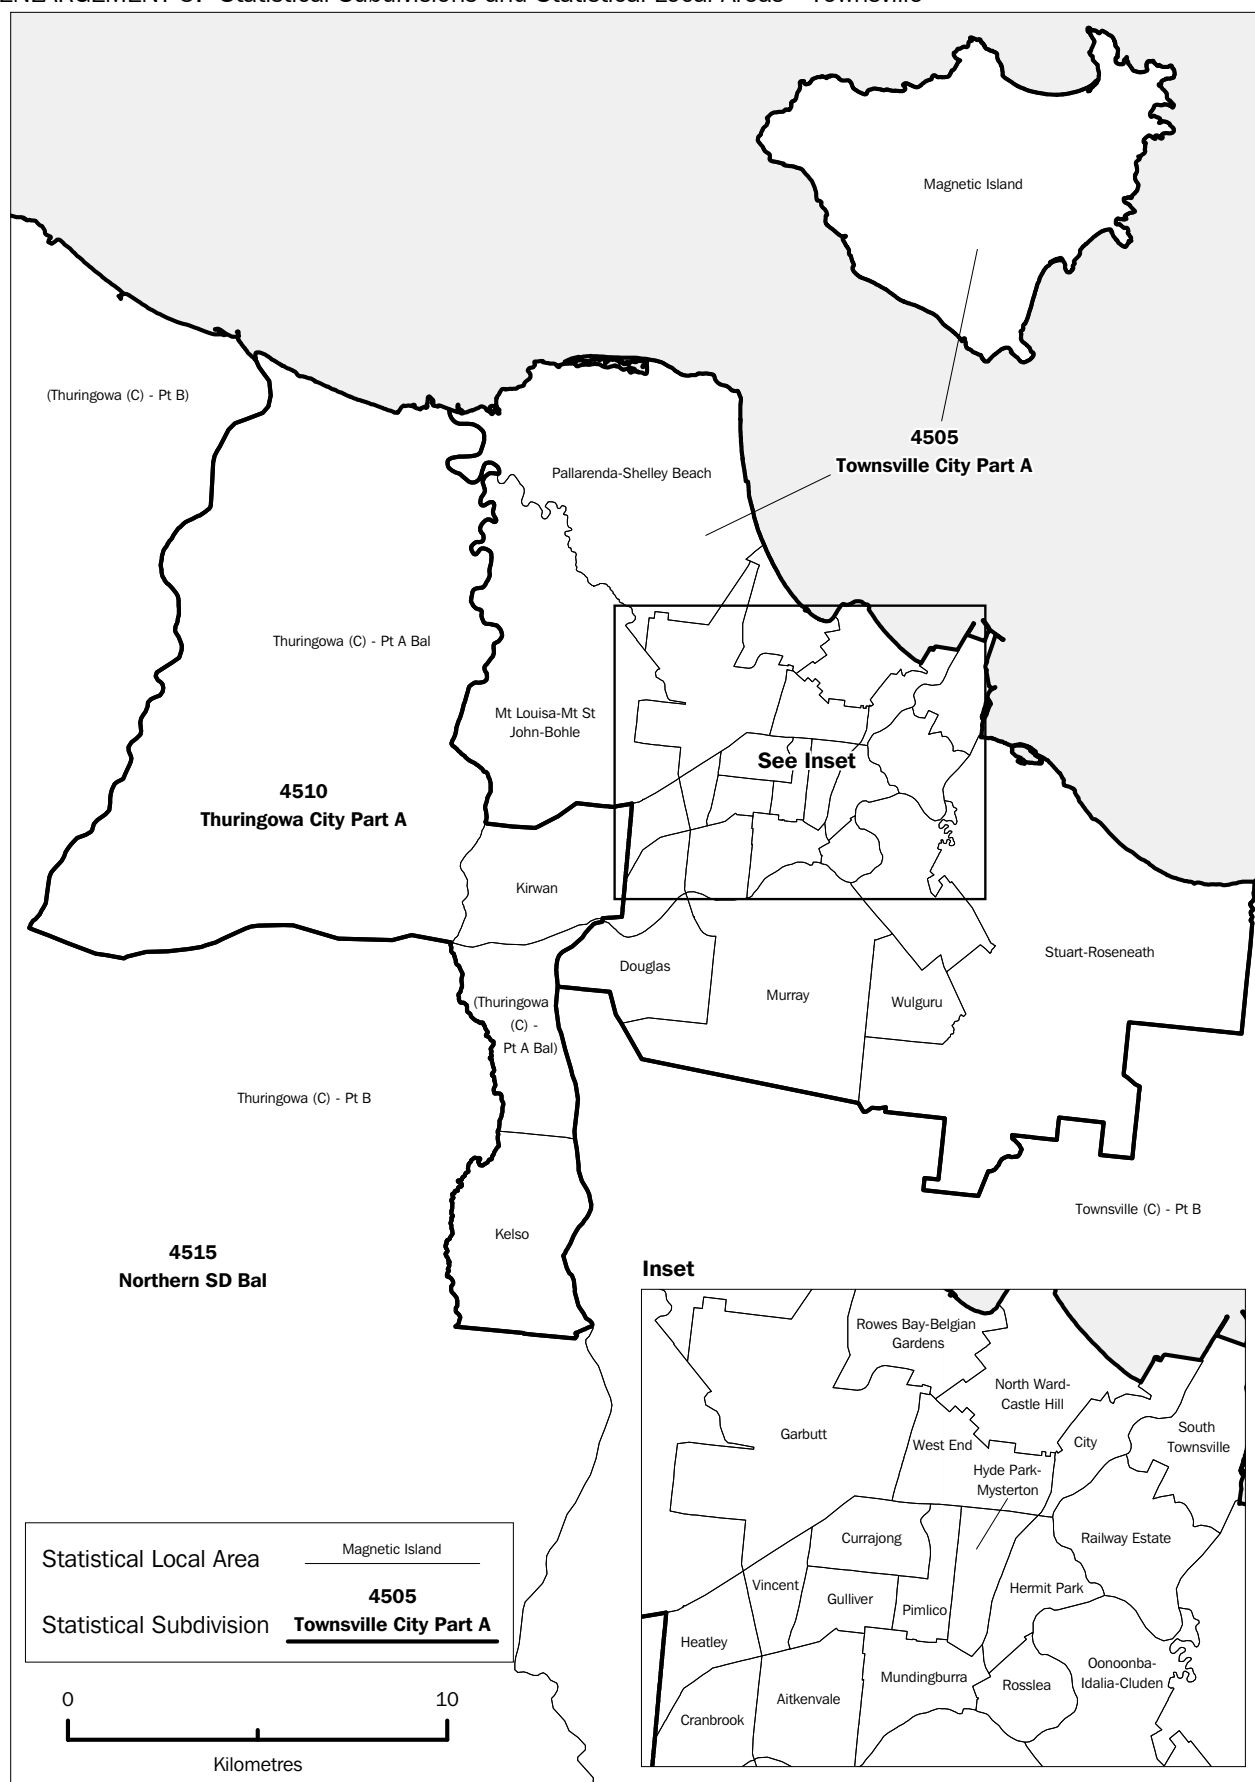 ENLARGEMENT 3: Statistical Subdivisions and Statistical Local Areas - Townsville
Magnetic Island
(Thuringowa (C) - Pt B)
4505
Townsville City Part A
Pallarenda-Shelley Beach
Thuringowa (C) - Pt A Bal
Mt Louisa-Mt St
John-Bohle
See Inset
4510
Thuringowa City Part A
Kirwan
Stuart-Roseneath
Douglas
Murray
Wulguru
(Thuringowa
(C) -
Pt A Bal)
Thuringowa (C) - Pt B
Townsville (C) - Pt B
Kelso
4515
Northern SD Bal
Inset
Rowes Bay-Belgian
Gardens
North Ward-
Castle Hill
Garbutt
West End
City
South
Townsville
Hyde Park-
Mysterton
Currajong
Railway Estate
Vincent
Gulliver
Pimlico
Hermit Park
Heatley
Mundingburra
Rosslea
Oonoonba-
Idalia-Cluden
Aitkenvale
Cranbrook
Statistical Local Area
Magnetic Island
Statistical Subdivision
4505
Townsville City Part A
0
10
Kilometres